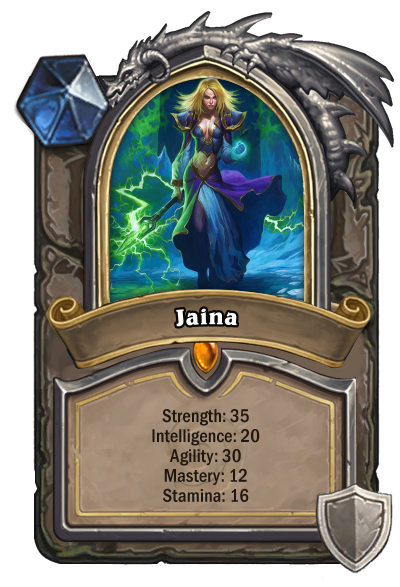 Jaina
Strength: 35
Intelligence: 20
Agility: 30
Mastery: 12
Stamina: 16